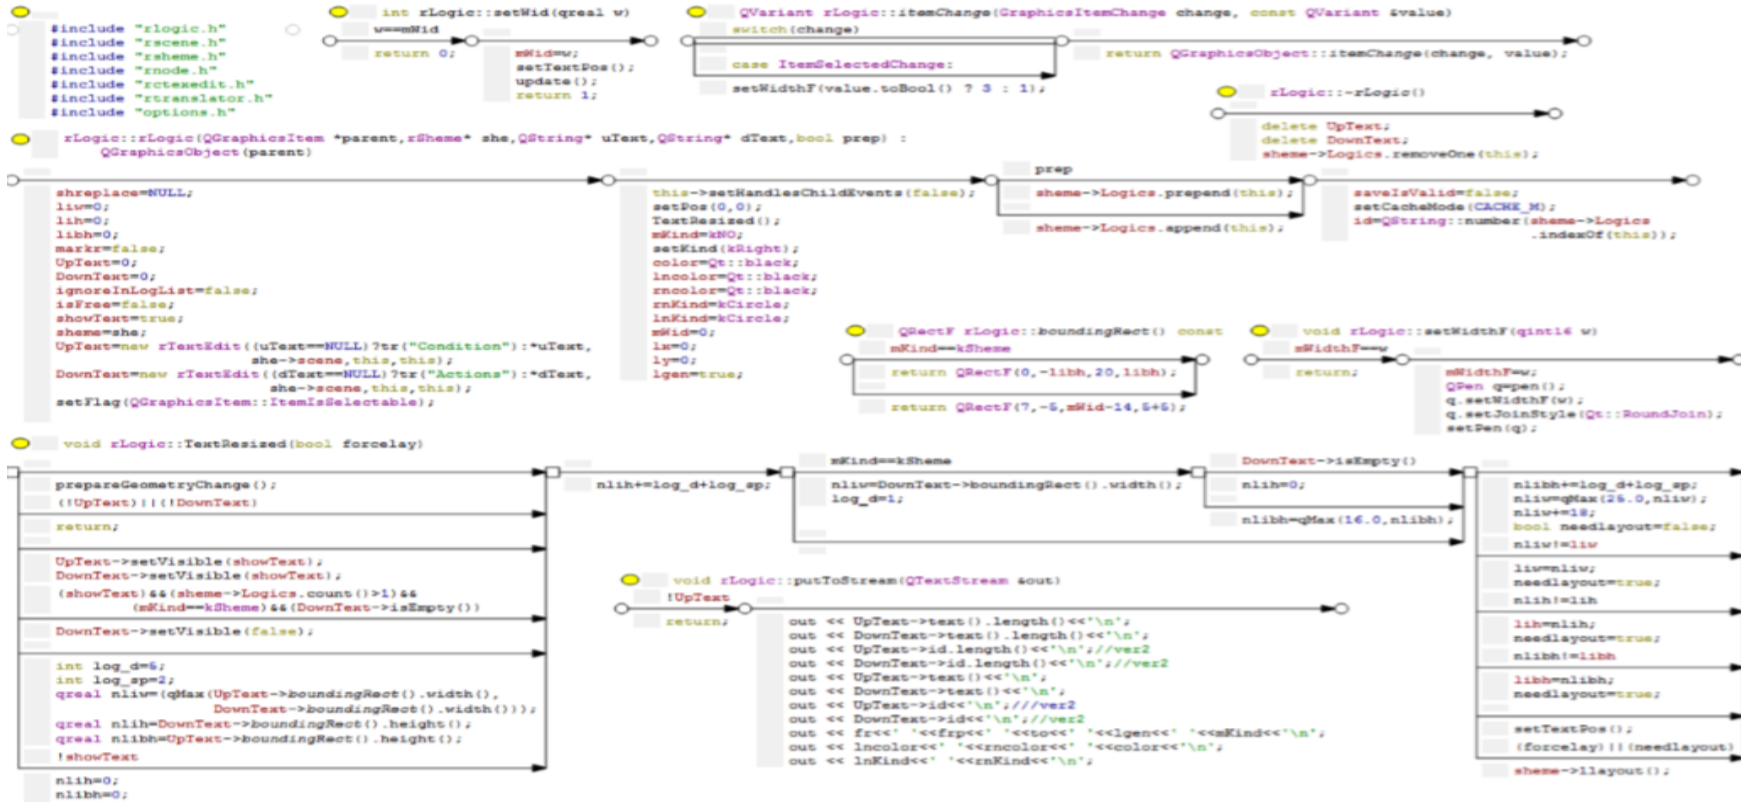 #include "rlogic.h"
#include "rscene.h"
#include "rsheme.h"
#include "rnode.h"
#include "rctexedit.h"
#include "rtranslator.h"
#include "options.h"
int rLogic::setWid(qreal w)
w==mWid
return 0;
mWid=w;
setTextPos();
update();
return 1;
QVariant rLogic::itemChange(GraphicsItemChange change, const QVariant &value)
switch(change)
case ItemSelectedChange:
setWidthF(value.toBool() ? 3 : 1);
return QGraphicsObject::itemChange(change, value);
rLogic::~rLogic()
delete UpText;
delete DownText;
sheme->Logics.removeOne(this);
rLogic::rLogic(QGraphicsItem *parent,rSheme* she,QString* uText,QString* dText,bool prep) :
QGraphicsObject(parent)
shreplace=NULL;
liw=0;
lih=0;
libh=0;
markr=false;
UpText=0;
DownText=0;
ignoreInLogList=false;
isFree=false;
showText=true;
sheme=she;
UpText=new rTextEdit((uText==NULL)?tr("Condition"):*uText,
she->scene,this,this);
DownText=new rTextEdit((dText==NULL)?tr("Actions"):*dText,
she->scene,this,this);
setFlag(QGraphicsItem::ItemIsSelectable);
this->setHandlesChildEvents(false);
setPos(0,0);
TextResized();
mKind=kNO;
setKind(kRight);
color=Qt::black;
lncolor=Qt::black;
rncolor=Qt::black;
rnKind=kCircle;
lnKind=kCircle;
mWid=0;
lx=0;
ly=0;
lgen=true;
prep
sheme->Logics.prepend(this);
sheme->Logics.append(this);
saveIsValid=false;
setCacheMode(CACHE_M);
id=QString::number(sheme->Logics
.indexOf(this));
QRectF rLogic::boundingRect() const
mKind==kSheme
return QRectF(0,-libh,20,libh);
return QRectF(7,-5,mWid-14,5+5);
void rLogic::setWidthF(qint16 w)
mWidthF==w
return;
mWidthF=w;
QPen q=pen();
q.setWidthF(w);
q.setJoinStyle(Qt::RoundJoin);
setPen(q);
void rLogic::TextResized(bool forcelay)
prepareGeometryChange();
(!UpText)||(!DownText)
return;
UpText->setVisible(showText);
DownText->setVisible(showText);
(showText)&&(sheme->Logics.count()>1)&&
(mKind==kSheme)&&(DownText->isEmpty())
DownText->setVisible(false);
int log_d=5;
int log_sp=2;
qreal nliw=(qMax(UpText->boundingRect().width(),
DownText->boundingRect().width()));
qreal nlih=DownText->boundingRect().height();
qreal nlibh=UpText->boundingRect().height();
!showText
nlih=0;
nlibh=0;
nlih+=log_d+log_sp;
mKind==kSheme
nliw=DownText->boundingRect().width();
log_d=1;
DownText->isEmpty()
nlih=0;
nlibh=qMax(16.0,nlibh);
nlibh+=log_d+log_sp;
nliw=qMax(25.0,nliw);
nliw+=18;
bool needlayout=false;
nliw!=liw
liw=nliw;
needlayout=true;
nlih!=lih
lih=nlih;
needlayout=true;
nlibh!=libh
libh=nlibh;
needlayout=true;
setTextPos();
(forcelay)||(needlayout)
sheme->llayout();
void rLogic::putToStream(QTextStream &out)
!UpText
return;
out << UpText->text().length()<<'\n';
out << DownText->text().length()<<'\n';
out << UpText->id.length()<<'\n';//ver2
out << DownText->id.length()<<'\n';//ver2
out << UpText->text()<<'\n';
out << DownText->text()<<'\n';
out << UpText->id<<'\n';///ver2
out << DownText->id<<'\n';//ver2
out << fr<<' '<<frp<<' '<<to<<' '<<lgen<<' '<<mKind<<'\n';
out << lncolor<<' '<<rncolor<<' '<<color<<'\n';
out << lnKind<<' '<<rnKind<<'\n';